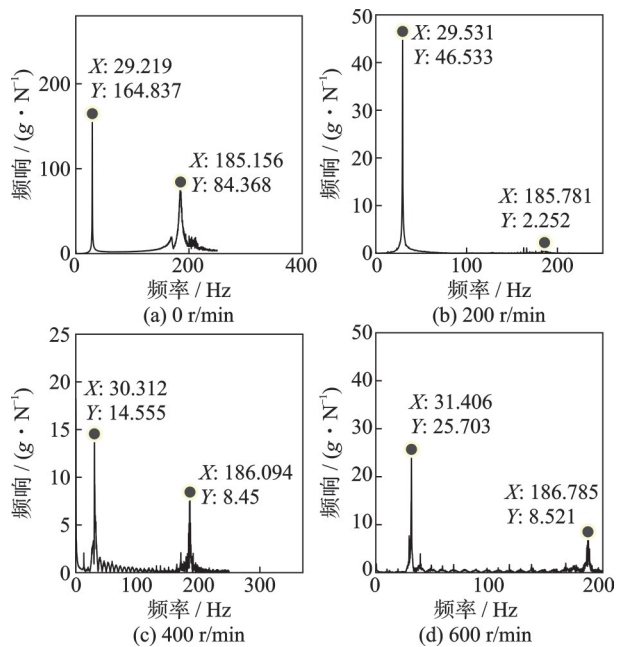 频响 / (g · N⁻¹)
200
100
0
X: 29.219
Y: 164.837
X: 185.156
Y: 84.368
0
200
400
频率 / Hz
(a) 0 r/min
频响 / (g · N⁻¹)
50
40
30
20
10
0
X: 29.531
Y: 46.533
X: 185.781
Y: 2.252
0
100
200
频率 / Hz
(b) 200 r/min
频响 / (g · N⁻¹)
25
20
15
10
5
0
X: 30.312
Y: 14.555
X: 186.094
Y: 8.45
0
100
200
300
频率 / Hz
(c) 400 r/min
频响 / (g · N⁻¹)
50
40
30
20
10
0
X: 31.406
Y: 25.703
X: 186.785
Y: 8.521
0
100
200
频率 / Hz
(d) 600 r/min